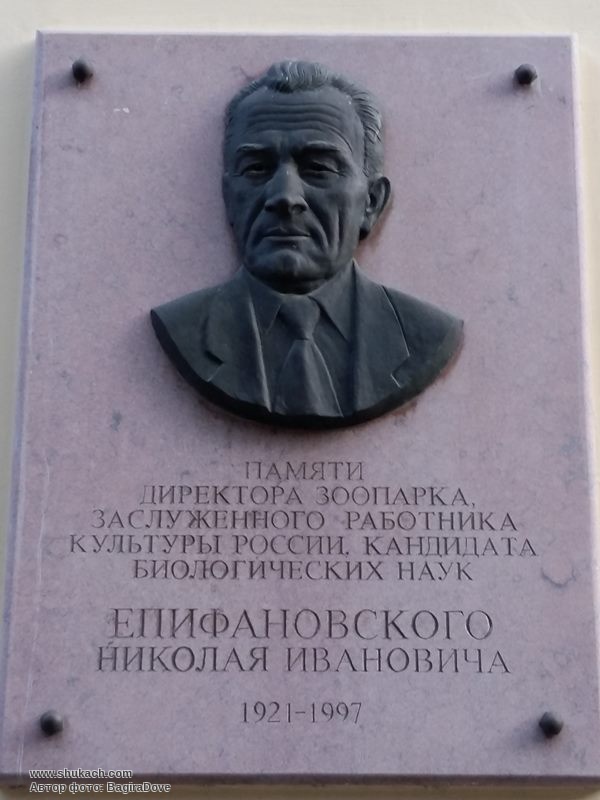 ПАМЯТИ
ДИРЕКТОРА ЗООПАРКА,
ЗАСЛУЖЕННОГО РАБОТНИКА
КУЛЬТУРЫ РОССИИ, КАНДИДАТА
БИОЛОГИЧЕСКИХ НАУК
ЕПИФАНОВСКОГО
НИКОЛАЯ ИВАНОВИЧА
1921-1997
www.shukach.com
Автор фото: BagiraDove